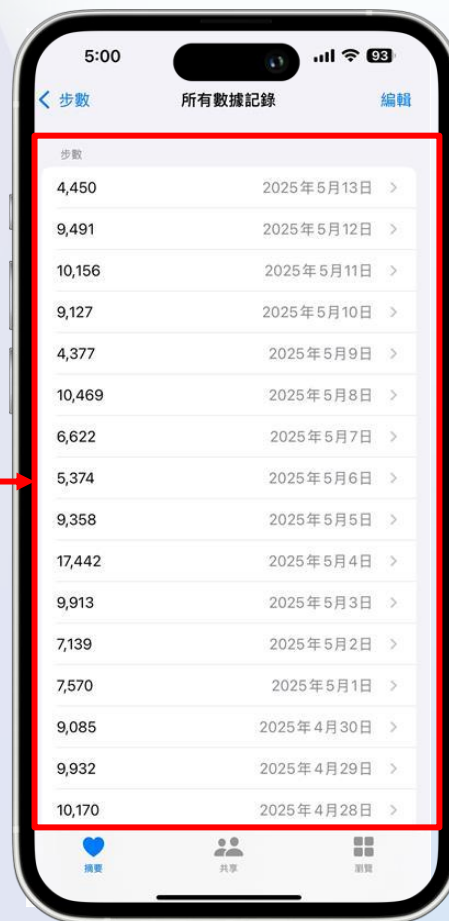 5:00 93
步數 所有數據記錄 編輯
步數
4,450 2025年5月13日
9,491 2025年5月12日
10,156 2025年5月11日
9,127 2025年5月10日
4,377 2025年5月9日
10,469 2025年5月8日
6,622 2025年5月7日
5,374 2025年5月6日
9,358 2025年5月5日
17,442 2025年5月4日
9,913 2025年5月3日
7,139 2025年5月2日
7,570 2025年5月1日
9,085 2025年4月30日
9,932 2025年4月29日
10,170 2025年4月28日
摘要 共享 瀏覽